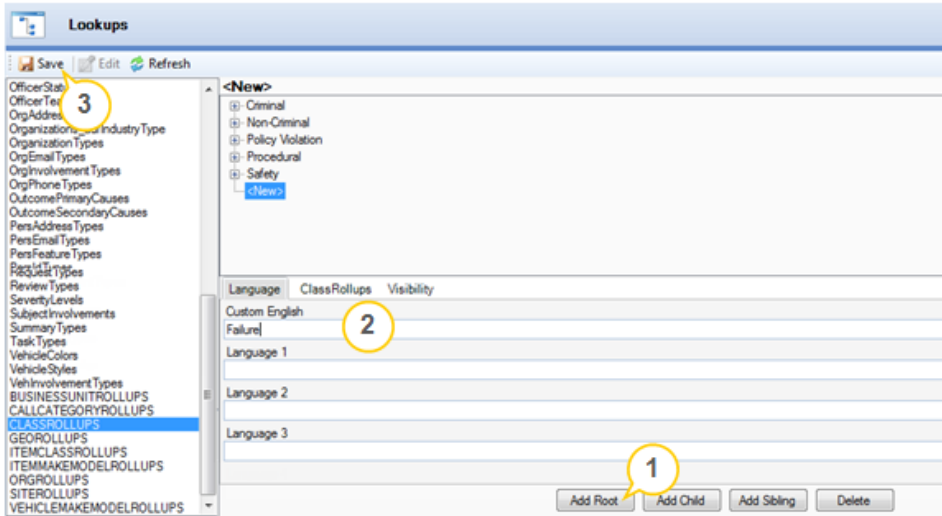 Lookups
Save Edit Refresh
3
OfficerStat
OfficerTea
OrgAddres
Organizations IndustryType
OrganizationTypes
OrgEmailTypes
OrgInvolvementTypes
OrgPhoneTypes
OutcomePrimaryCauses
OutcomeSecondaryCauses
PersAddressTypes
PersEmailTypes
PersFeatureTypes
RequestTypes
ReviewTypes
SeverityLevels
SubjectInvolvements
SummaryTypes
TaskTypes
VehicleColors
VehicleStyles
VehInvolvementTypes
BUSINESSUNITROLLUPS
CALLCATEGORYROLLUPS
CLASSROLLUPS
GEOROLLUPS
ITEMCLASSROLLUPS
ITEMMAKEMODELROLLUPS
ORGROLLUPS
SITEROLLUPS
VEHICLEMAKEMODELROLLUPS
<New>
Criminal
Non-Criminal
Policy Violation
Procedural
Safety
<New>
Language ClassRollups Visibility
Custom English
Failure
2
Language 1
Language 2
Language 3
1
Add Root Add Child Add Sibling Delete